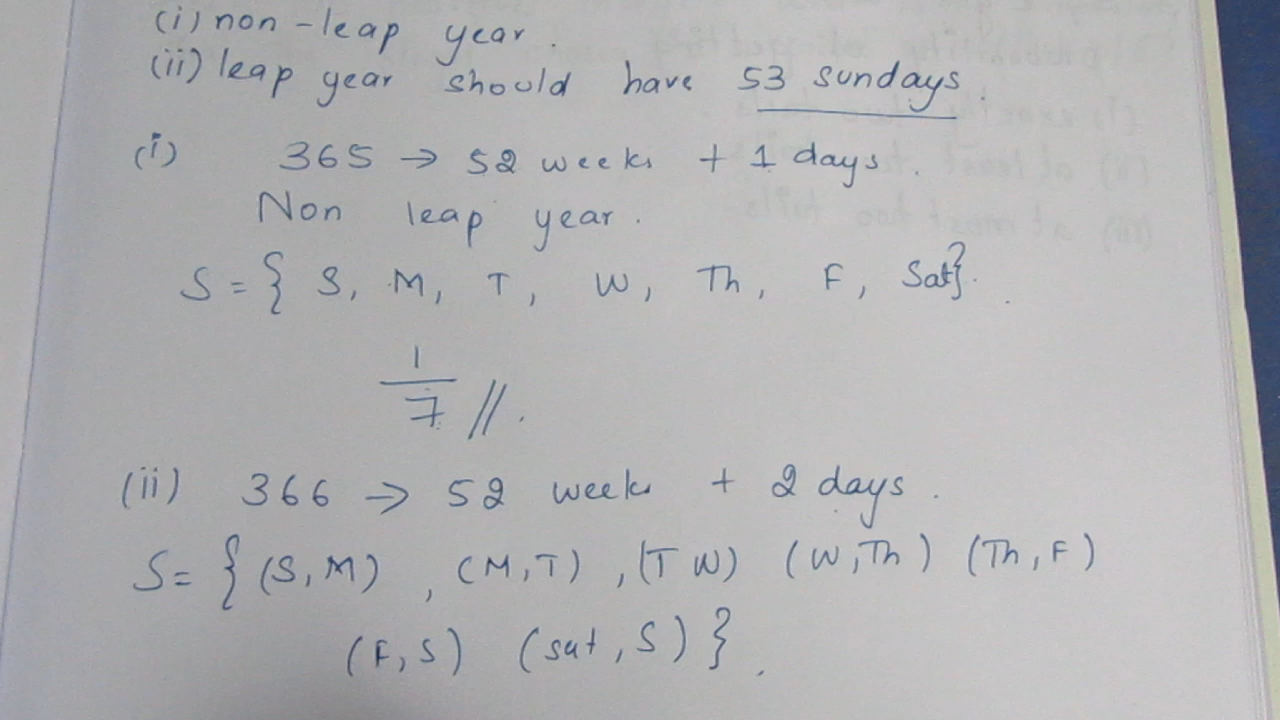 (i) non-leap year.
(ii) leap year should have 53 sundays.
(i) 365 → 52 weeks + 1 days.
Non leap year.
S = { S, M, T, W, Th, F, Sat}.
1
7 //.
(ii) 366 → 52 weeks + 2 days.
S = { (S,M) , (M,T) , (T W) (W,Th) (Th,F)
(F,S) (sat,S) }.